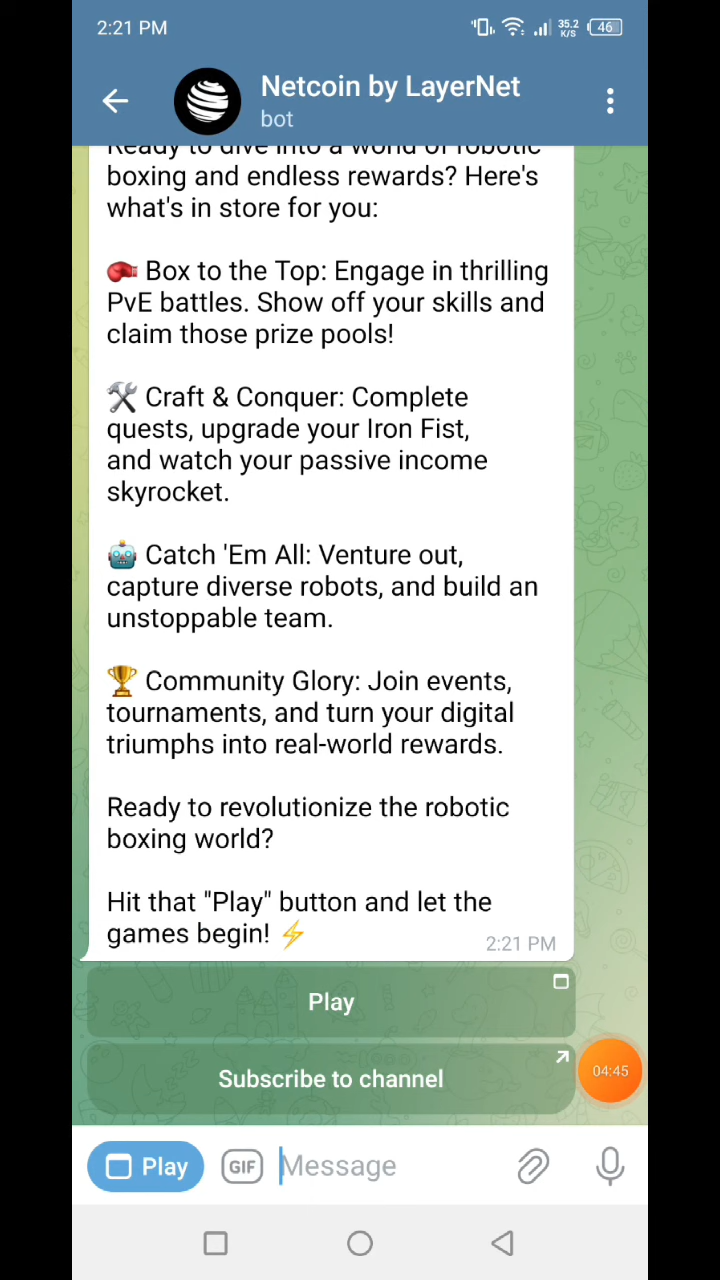 2:21 PM
35.2
K/S
46
Netcoin by LayerNet
bot
Ready to dive into a world of robotic
boxing and endless rewards? Here's
what's in store for you:
🥊 Box to the Top: Engage in thrilling
PvE battles. Show off your skills and
claim those prize pools!
🛠 Craft & Conquer: Complete
quests, upgrade your Iron Fist,
and watch your passive income
skyrocket.
🤖 Catch 'Em All: Venture out,
capture diverse robots, and build an
unstoppable team.
🏆 Community Glory: Join events,
tournaments, and turn your digital
triumphs into real-world rewards.
Ready to revolutionize the robotic
boxing world?
Hit that "Play" button and let the
games begin! ⚡
2:21 PM
Play
Subscribe to channel
04:45
Play
GIF
Message